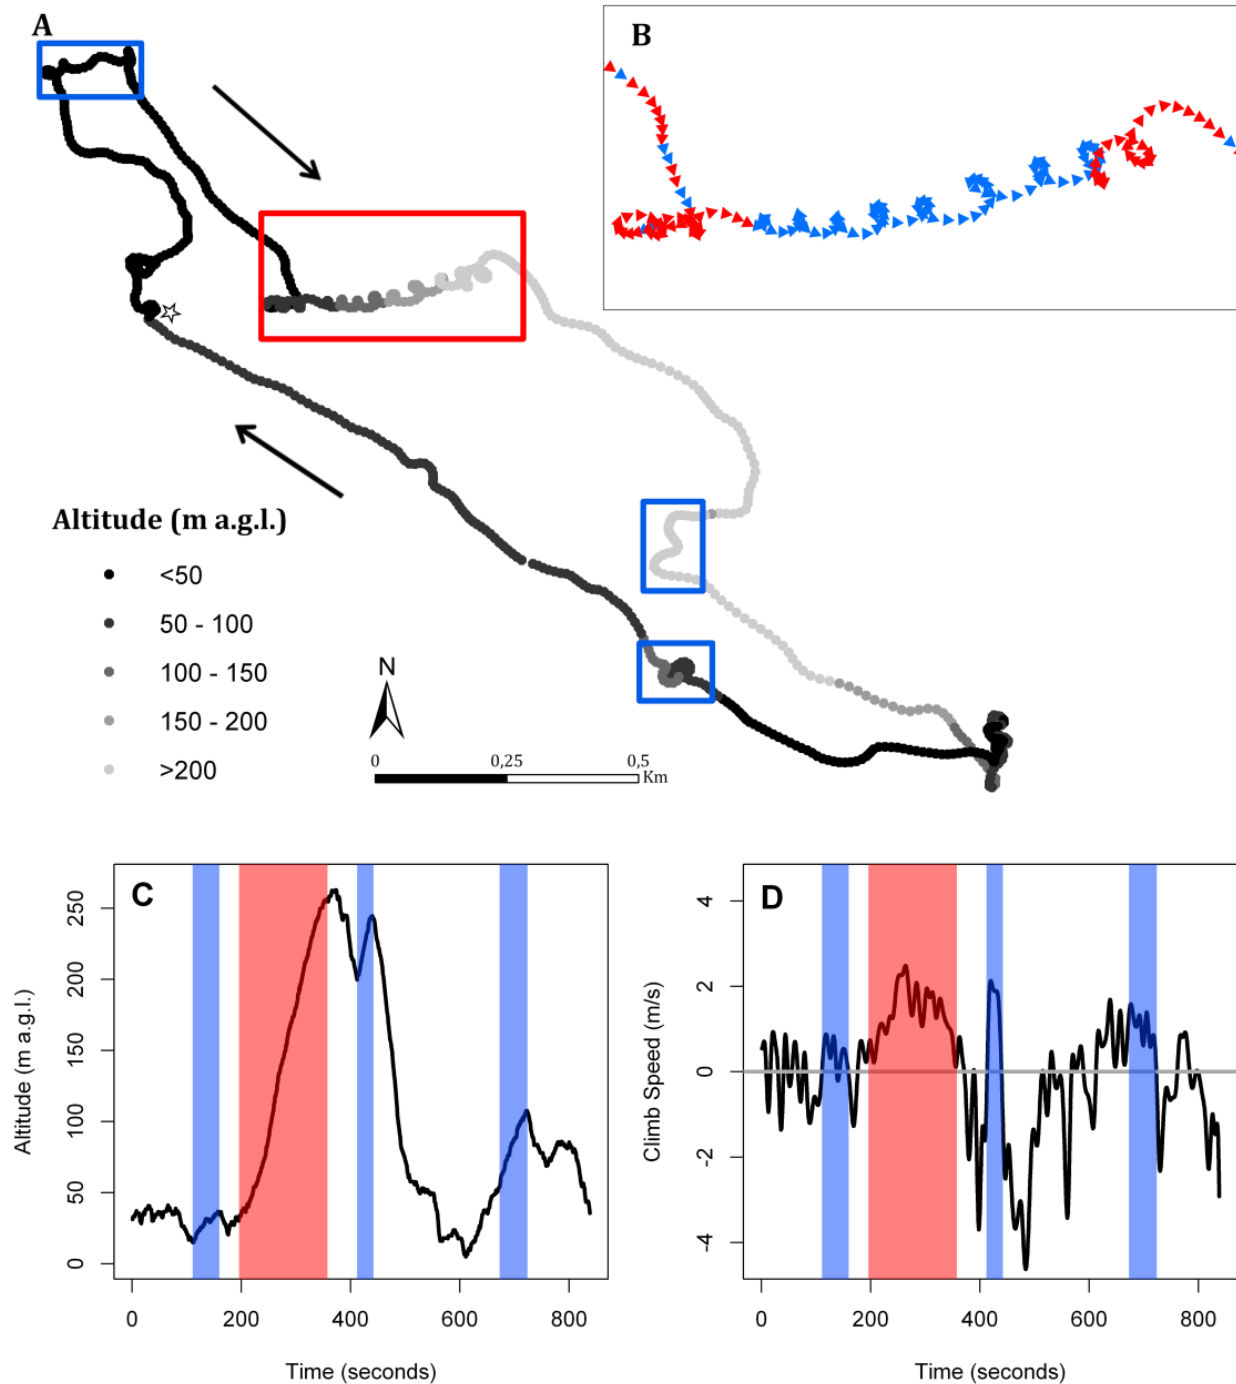 A
B
Altitude (m a.g.l.)
<50
50 - 100
100 - 150
150 - 200
>200
N
0 0,25 0,5
Km
C
Altitude (m a.g.l.)
250
200
150
100
50
0
0 200 400 600 800
Time (seconds)
D
Climb Speed (m/s)
4
2
0
-2
-4
0 200 400 600 800
Time (seconds)